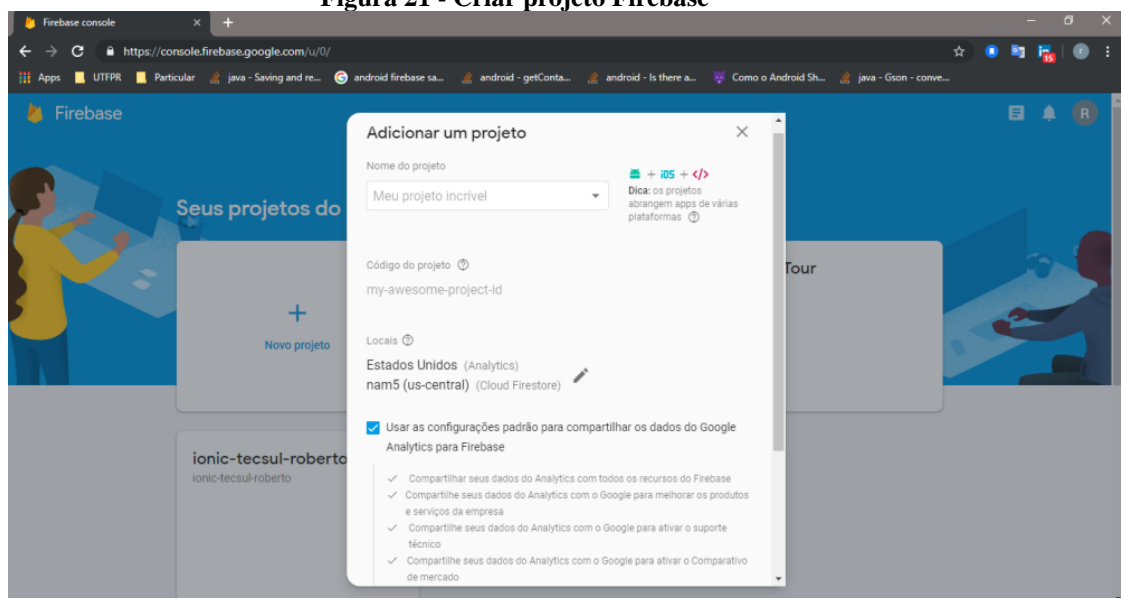 Figura 21 - Criar projeto Firebase
Firebase console
https://console.firebase.google.com/u/0/
Apps UTFPR Particular java - Saving and re... android firebase sa... android - getConta... android - Is there a... Como o Android Sh... java - Gson - conve...
15
Firebase
R
Seus projetos do
Novo projeto
Tour
ionic-tecsul-roberto
ionic-tecsul-roberto
Adicionar um projeto
Nome do projeto
Meu projeto incrível
+ iOS + </>
Dica: os projetos
abrangem apps de várias
plataformas
Código do projeto
my-awesome-project-id
Locais
Estados Unidos (Analytics)
nam5 (us-central) (Cloud Firestore)
Usar as configurações padrão para compartilhar os dados do Google
Analytics para Firebase
Compartilhar seus dados do Analytics com todos os recursos do Firebase
Compartilhe seus dados do Analytics com o Google para melhorar os produtos
e serviços da empresa
Compartilhe seus dados do Analytics com o Google para ativar o suporte
técnico
Compartilhe seus dados do Analytics com o Google para ativar o Comparativo
de mercado